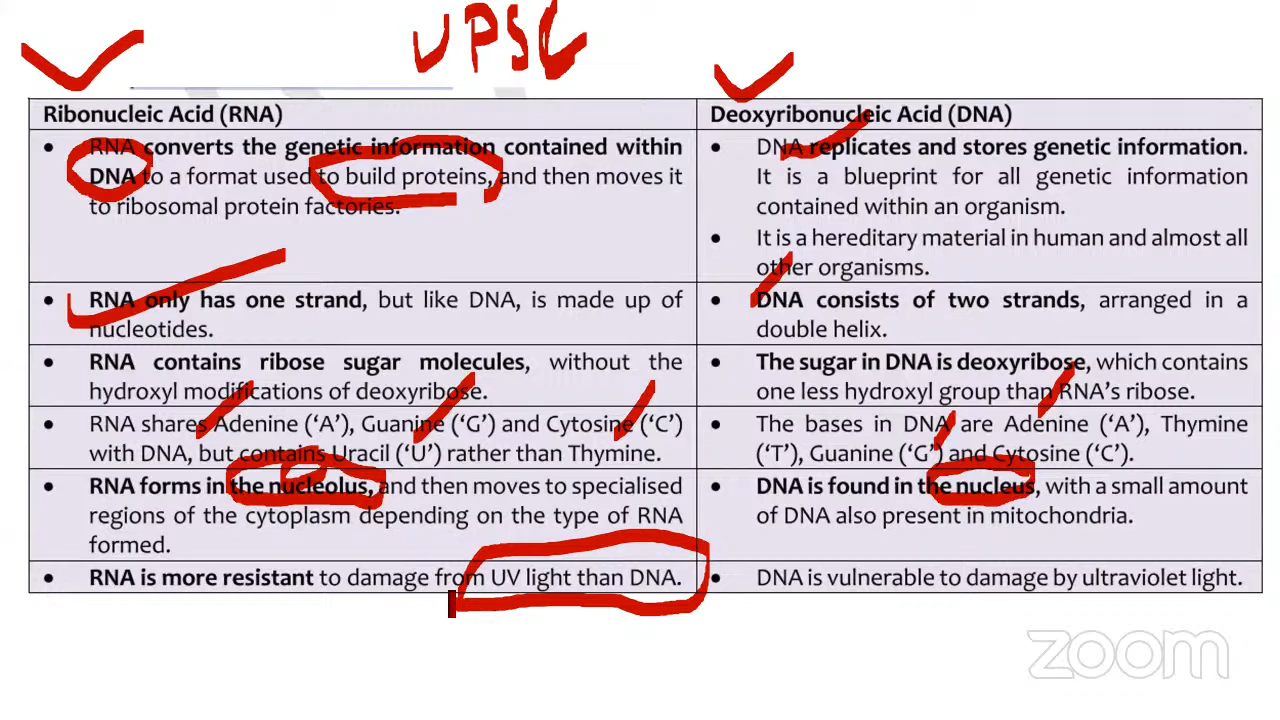 UPSC
Ribonucleic Acid (RNA)
• RNA converts the genetic information contained within
DNA to a format used to build proteins, and then moves it
to ribosomal protein factories.
Deoxyribonucleic Acid (DNA)
• DNA replicates and stores genetic information.
It is a blueprint for all genetic information
contained within an organism.
• It is a hereditary material in human and almost all
other organisms.
• RNA only has one strand, but like DNA, is made up of
nucleotides.
• DNA consists of two strands, arranged in a
double helix.
• RNA contains ribose sugar molecules, without the
hydroxyl modifications of deoxyribose.
• The sugar in DNA is deoxyribose, which contains
one less hydroxyl group than RNA's ribose.
• RNA shares Adenine ('A'), Guanine ('G') and Cytosine ('C')
with DNA, but contains Uracil ('U') rather than Thymine.
• The bases in DNA are Adenine ('A'), Thymine
('T'), Guanine ('G') and Cytosine ('C').
• RNA forms in the nucleolus, and then moves to specialised
regions of the cytoplasm depending on the type of RNA
formed.
• DNA is found in the nucleus, with a small amount
of DNA also present in mitochondria.
• RNA is more resistant to damage from UV light than DNA.
• DNA is vulnerable to damage by ultraviolet light.
zoom